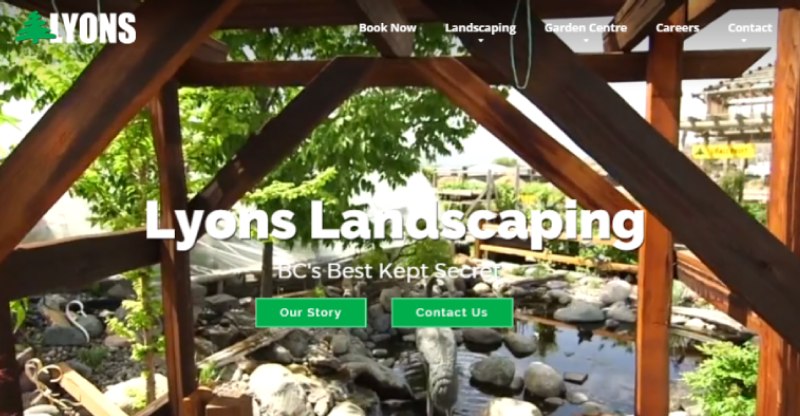 LYONS
Book Now Landscaping Garden Centre Careers Contact
Lyons Landscaping
BC's Best Kept Secret
Our Story Contact Us